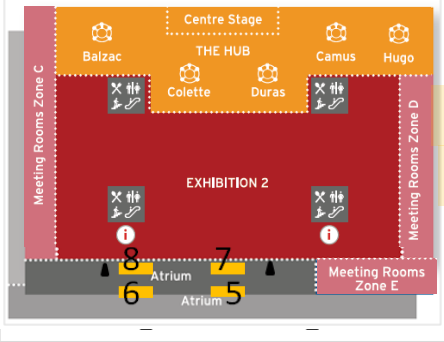 Centre Stage
THE HUB
Balzac
Camus
Hugo
Colette
Duras
Meeting Rooms Zone C
Meeting Rooms Zone D
EXHIBITION 2
i
i
8
7
Atrium
6
5
Atrium
Meeting Rooms
Zone E